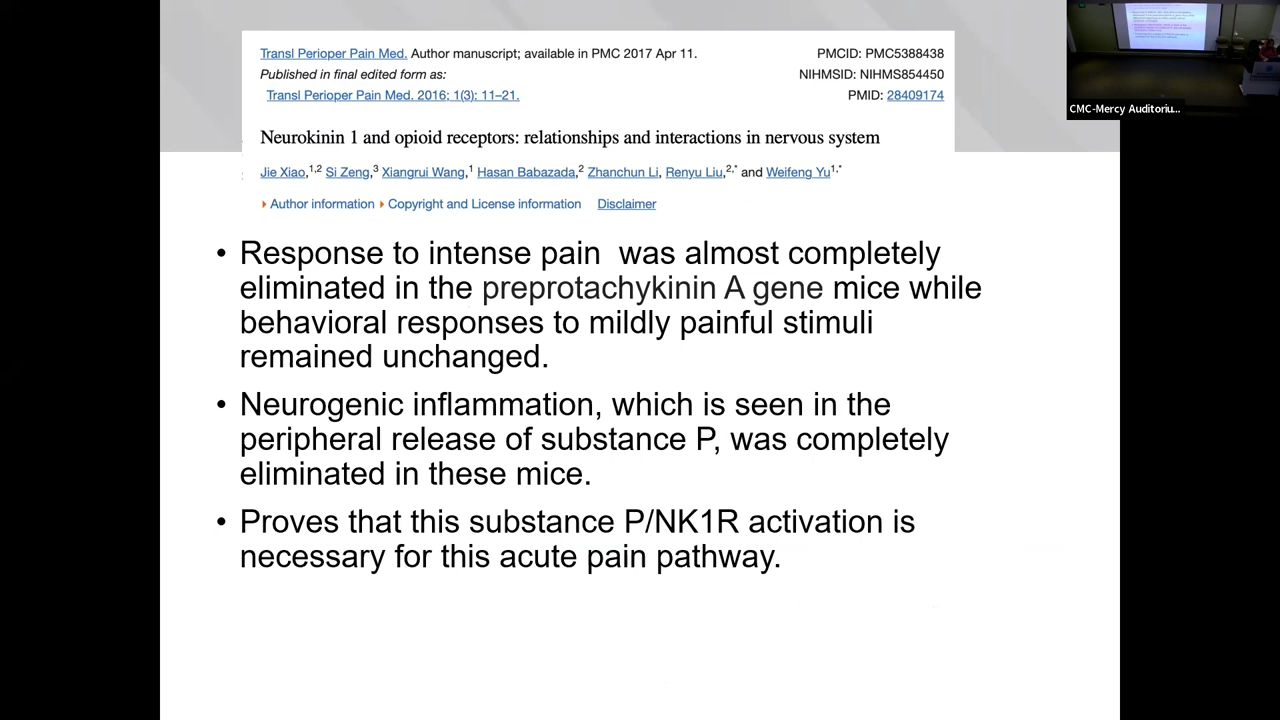 Transl Perioper Pain Med. Author manuscript; available in PMC 2017 Apr 11. PMCID: PMC5388438
Published in final edited form as: NIHMSID: NIHMS854450
Transl Perioper Pain Med. 2016; 1(3): 11–21. PMID: 28409174
Neurokinin 1 and opioid receptors: relationships and interactions in nervous system
Jie Xiao,1,2 Si Zeng,3 Xiangrui Wang,1 Hasan Babazada,2 Zhanchun Li, Renyu Liu,2,* and Weifeng Yu1,*
Author information Copyright and License information Disclaimer
• Response to intense pain  was almost completely
eliminated in the preprotachykinin A gene mice while
behavioral responses to mildly painful stimuli
remained unchanged.
• Neurogenic inflammation, which is seen in the
peripheral release of substance P, was completely
eliminated in these mice.
• Proves that this substance P/NK1R activation is
necessary for this acute pain pathway.
CMC-Mercy Auditoriu...